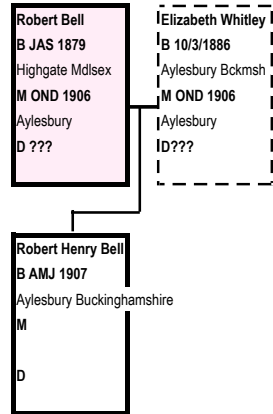 Robert Bell
B JAS 1879
Highgate Mdlsex
M OND 1906
Aylesbury
D ???
Elizabeth Whitley
B 10/3/1886
Aylesbury Bckmsh
M OND 1906
Aylesbury
D???
Robert Henry Bell
B AMJ 1907
Aylesbury Buckinghamshire
M
D